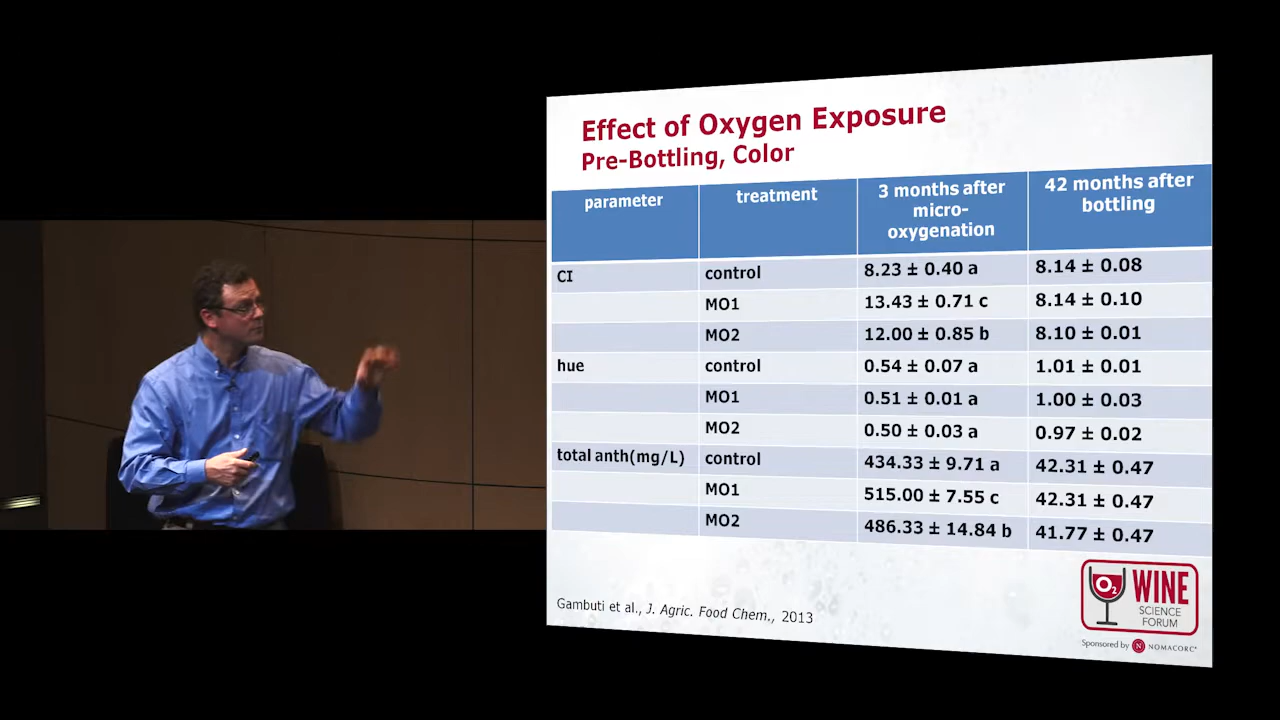 Effect of Oxygen Exposure
Pre-Bottling, Color
parameter treatment 3 months after micro-oxygenation 42 months after bottling
CI control 8.23 ± 0.40 a 8.14 ± 0.08
MO1 13.43 ± 0.71 c 8.14 ± 0.10
MO2 12.00 ± 0.85 b 8.10 ± 0.01
hue control 0.54 ± 0.07 a 1.01 ± 0.01
MO1 0.51 ± 0.01 a 1.00 ± 0.03
MO2 0.50 ± 0.03 a 0.97 ± 0.02
total anth(mg/L) control 434.33 ± 9.71 a 42.31 ± 0.47
MO1 515.00 ± 7.55 c 42.31 ± 0.47
MO2 486.33 ± 14.84 b 41.77 ± 0.47
Gambuti et al., J. Agric. Food Chem., 2013
O2 WINE
SCIENCE
FORUM
Sponsored by N NOMACORC